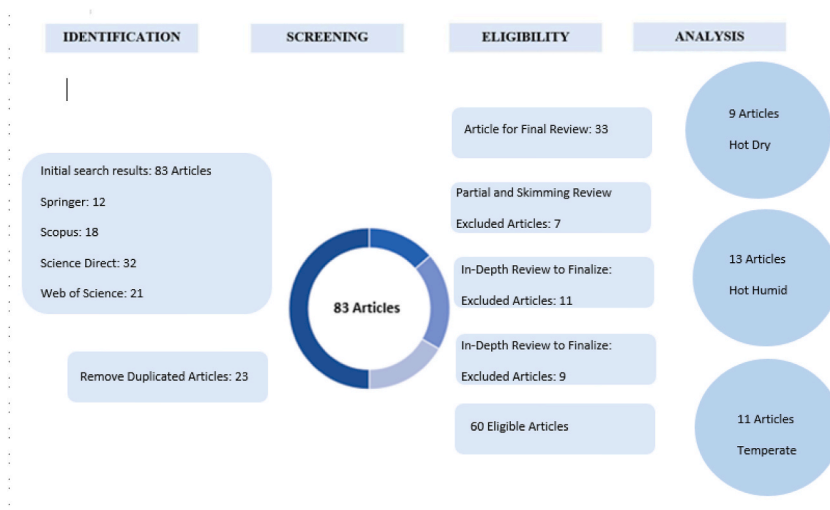 IDENTIFICATION
SCREENING
ELIGIBILITY
ANALYSIS
Initial search results: 83 Articles
Springer: 12
Scopus: 18
Science Direct: 32
Web of Science: 21
Remove Duplicated Articles: 23
83 Articles
Article for Final Review: 33
Partial and Skimming Review
Excluded Articles: 7
In-Depth Review to Finalize:
Excluded Articles: 11
In-Depth Review to Finalize:
Excluded Articles: 9
60 Eligible Articles
9 Articles
Hot Dry
13 Articles
Hot Humid
11 Articles
Temperate